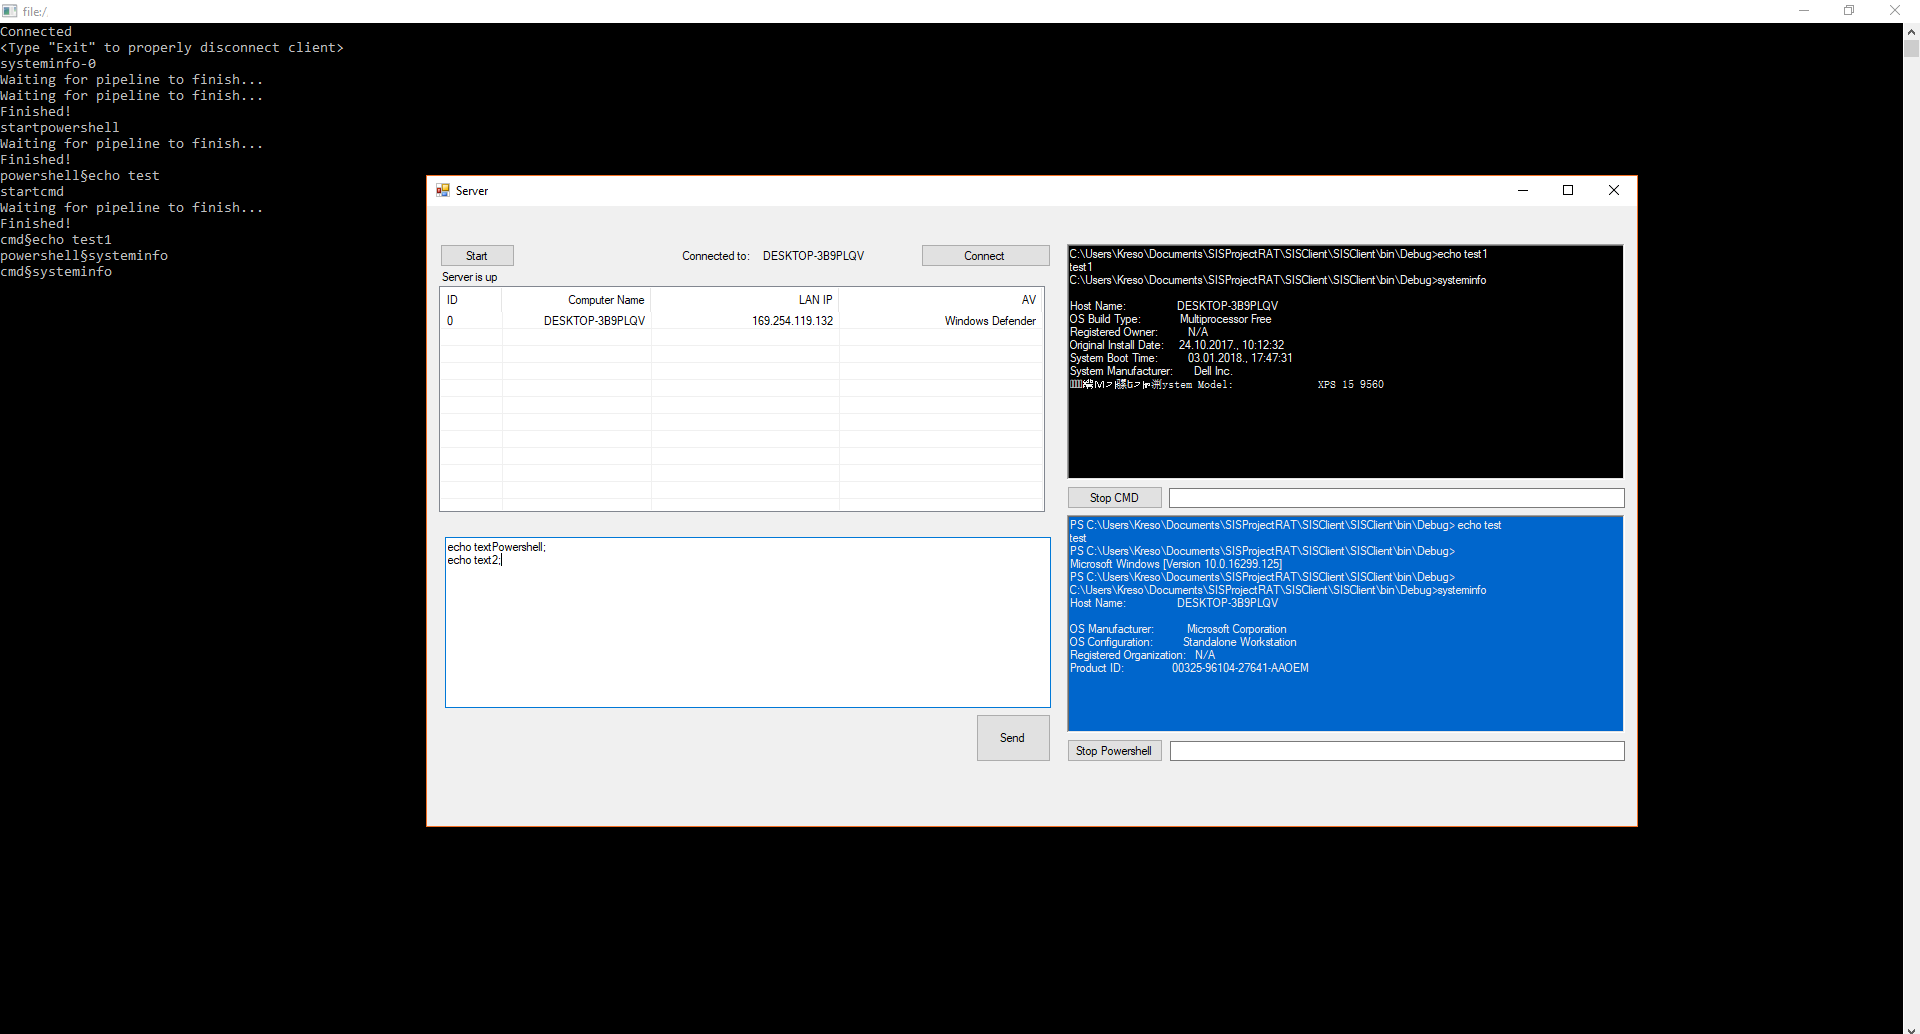 file:/
Connected
<Type "Exit" to properly disconnect client>
systeminfo-0
Waiting for pipeline to finish...
Waiting for pipeline to finish...
Finished!
startpowershell
Waiting for pipeline to finish...
Finished!
powershell§echo test
startcmd
Waiting for pipeline to finish...
Finished!
cmd§echo test1
powershell§systeminfo
cmd§systeminfo
Server
Start
Connected to: DESKTOP-3B9PLQV
Connect
Server is up
ID Computer Name LAN IP AV
0 DESKTOP-3B9PLQV 169.254.119.132 Windows Defender
echo textPowershell;
echo text2;
Send
C:\Users\Kreso\Documents\SISProjectRAT\SISClient\SISClient\bin\Debug>echo test1
test1
C:\Users\Kreso\Documents\SISProjectRAT\SISClient\SISClient\bin\Debug>systeminfo
Host Name: DESKTOP-3B9PLQV
OS Build Type: Multiprocessor Free
Registered Owner: N/A
Original Install Date: 24.10.2017., 10:12:32
System Boot Time: 03.01.2018., 17:47:31
System Manufacturer: Dell Inc.
ystem Model: XPS 15 9560
Stop CMD
PS C:\Users\Kreso\Documents\SISProjectRAT\SISClient\SISClient\bin\Debug> echo test
test
PS C:\Users\Kreso\Documents\SISProjectRAT\SISClient\SISClient\bin\Debug>
Microsoft Windows [Version 10.0.16299.125]
PS C:\Users\Kreso\Documents\SISProjectRAT\SISClient\SISClient\bin\Debug>
C:\Users\Kreso\Documents\SISProjectRAT\SISClient\SISClient\bin\Debug>systeminfo
Host Name: DESKTOP-3B9PLQV
OS Manufacturer: Microsoft Corporation
OS Configuration: Standalone Workstation
Registered Organization: N/A
Product ID: 00325-96104-27641-AAOEM
Stop Powershell